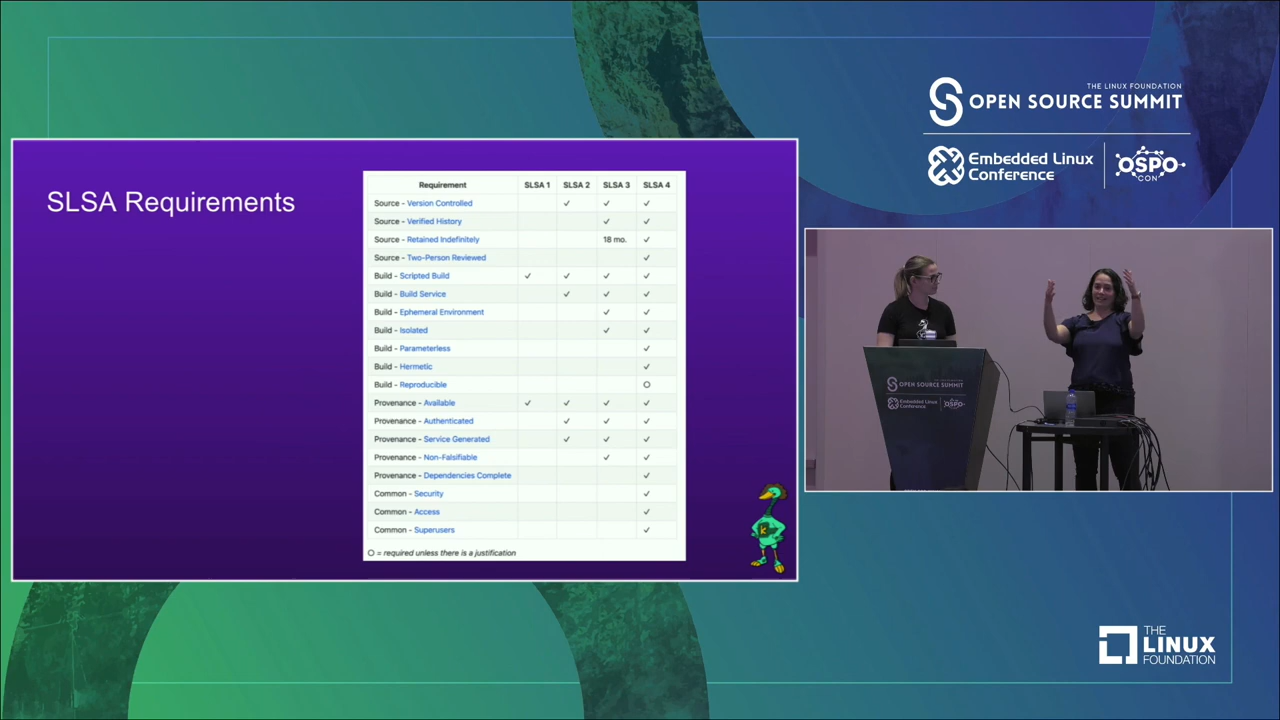 THE LINUX FOUNDATION
OPEN SOURCE SUMMIT
Embedded Linux
Conference
OSPO
CON
SLSA Requirements
Requirement SLSA 1 SLSA 2 SLSA 3 SLSA 4
Source - Version Controlled ✓ ✓ ✓
Source - Verified History ✓ ✓
Source - Retained Indefinitely 18 mo. ✓
Source - Two-Person Reviewed ✓
Build - Scripted Build ✓ ✓ ✓ ✓
Build - Build Service ✓ ✓ ✓
Build - Ephemeral Environment ✓ ✓
Build - Isolated ✓ ✓
Build - Parameterless ✓
Build - Hermetic ✓
Build - Reproducible ○
Provenance - Available ✓ ✓ ✓ ✓
Provenance - Authenticated ✓ ✓ ✓
Provenance - Service Generated ✓ ✓ ✓
Provenance - Non-Falsifiable ✓ ✓
Provenance - Dependencies Complete ✓
Common - Security ✓
Common - Access ✓
Common - Superusers ✓
○ = required unless there is a justification
k
OPEN SOURCE SUMMIT
Embedded Linux
Conference
OSPO
THE
LINUX
FOUNDATION